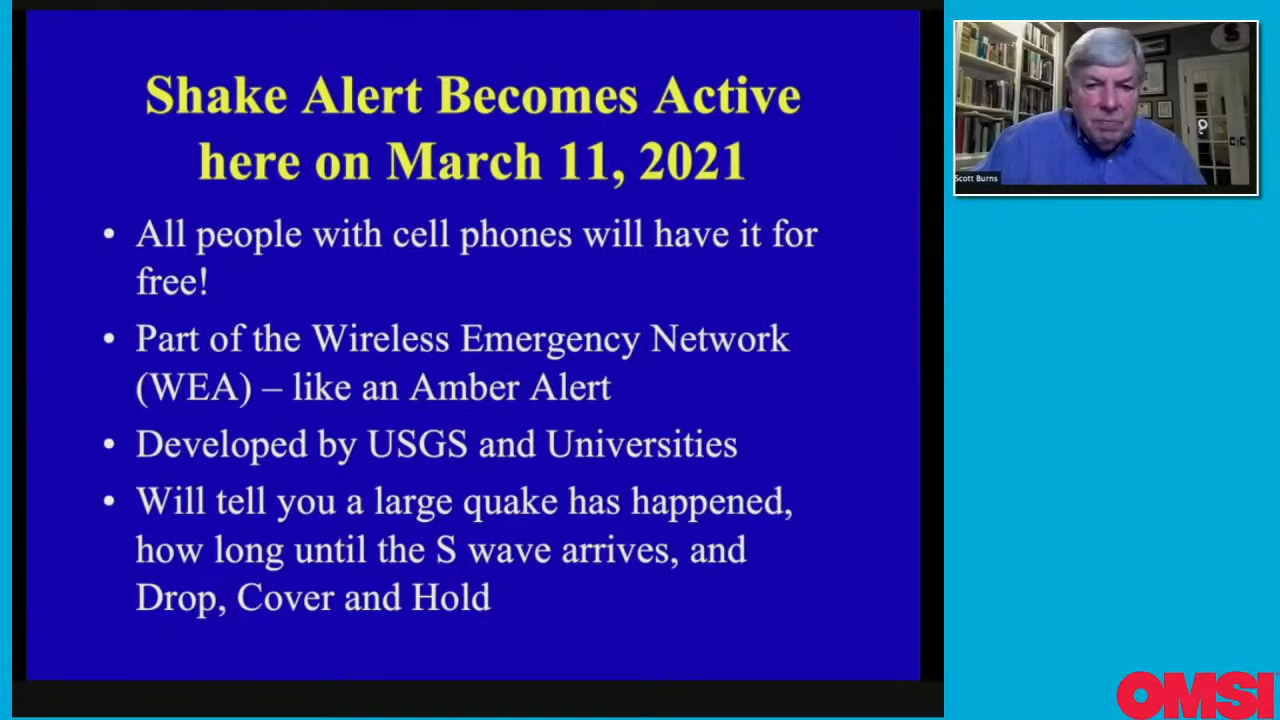 Shake Alert Becomes Active
here on March 11, 2021
• All people with cell phones will have it for
free!
• Part of the Wireless Emergency Network
(WEA) – like an Amber Alert
• Developed by USGS and Universities
• Will tell you a large quake has happened,
how long until the S wave arrives, and
Drop, Cover and Hold
Scott Burns
OMSI